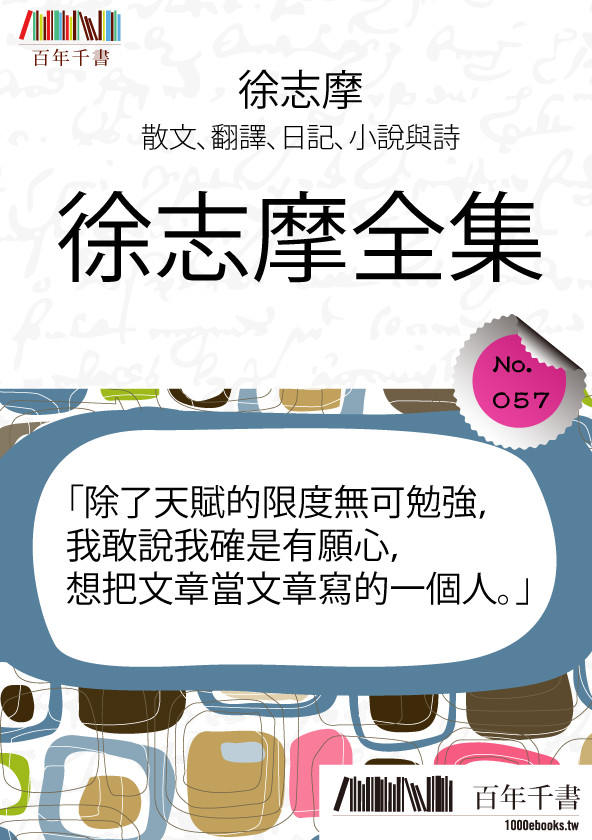 百年千書
徐志摩
散文、翻譯、日記、小說與詩
徐志摩全集
No.
057
「除了天賦的限度無可勉強,
我敢說我確是有願心,
想把文章當文章寫的一個人。」
百年千書
1000ebooks.tw